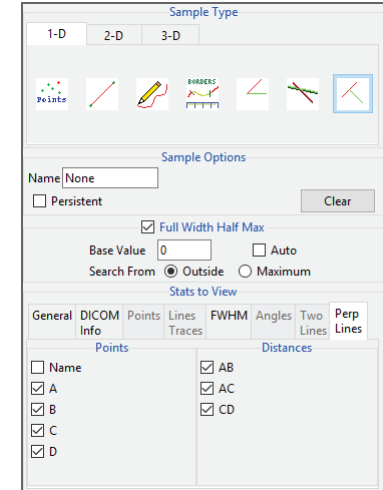 Sample Type
1-D 2-D 3-D
Points BORDERS
Sample Options
Name None
Persistent Clear
Full Width Half Max
Base Value 0 Auto
Search From Outside Maximum
Stats to View
General DICOM Info Points Lines Traces FWHM Angles Two Lines Perp Lines
Points Distances
Name AB
A AC
B CD
C
D